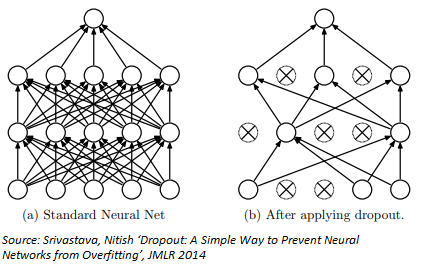 (a) Standard Neural Net
(b) After applying dropout.
Source: Srivastava, Nitish ‘Dropout: A Simple Way to Prevent Neural
Networks from Overfitting’, JMLR 2014